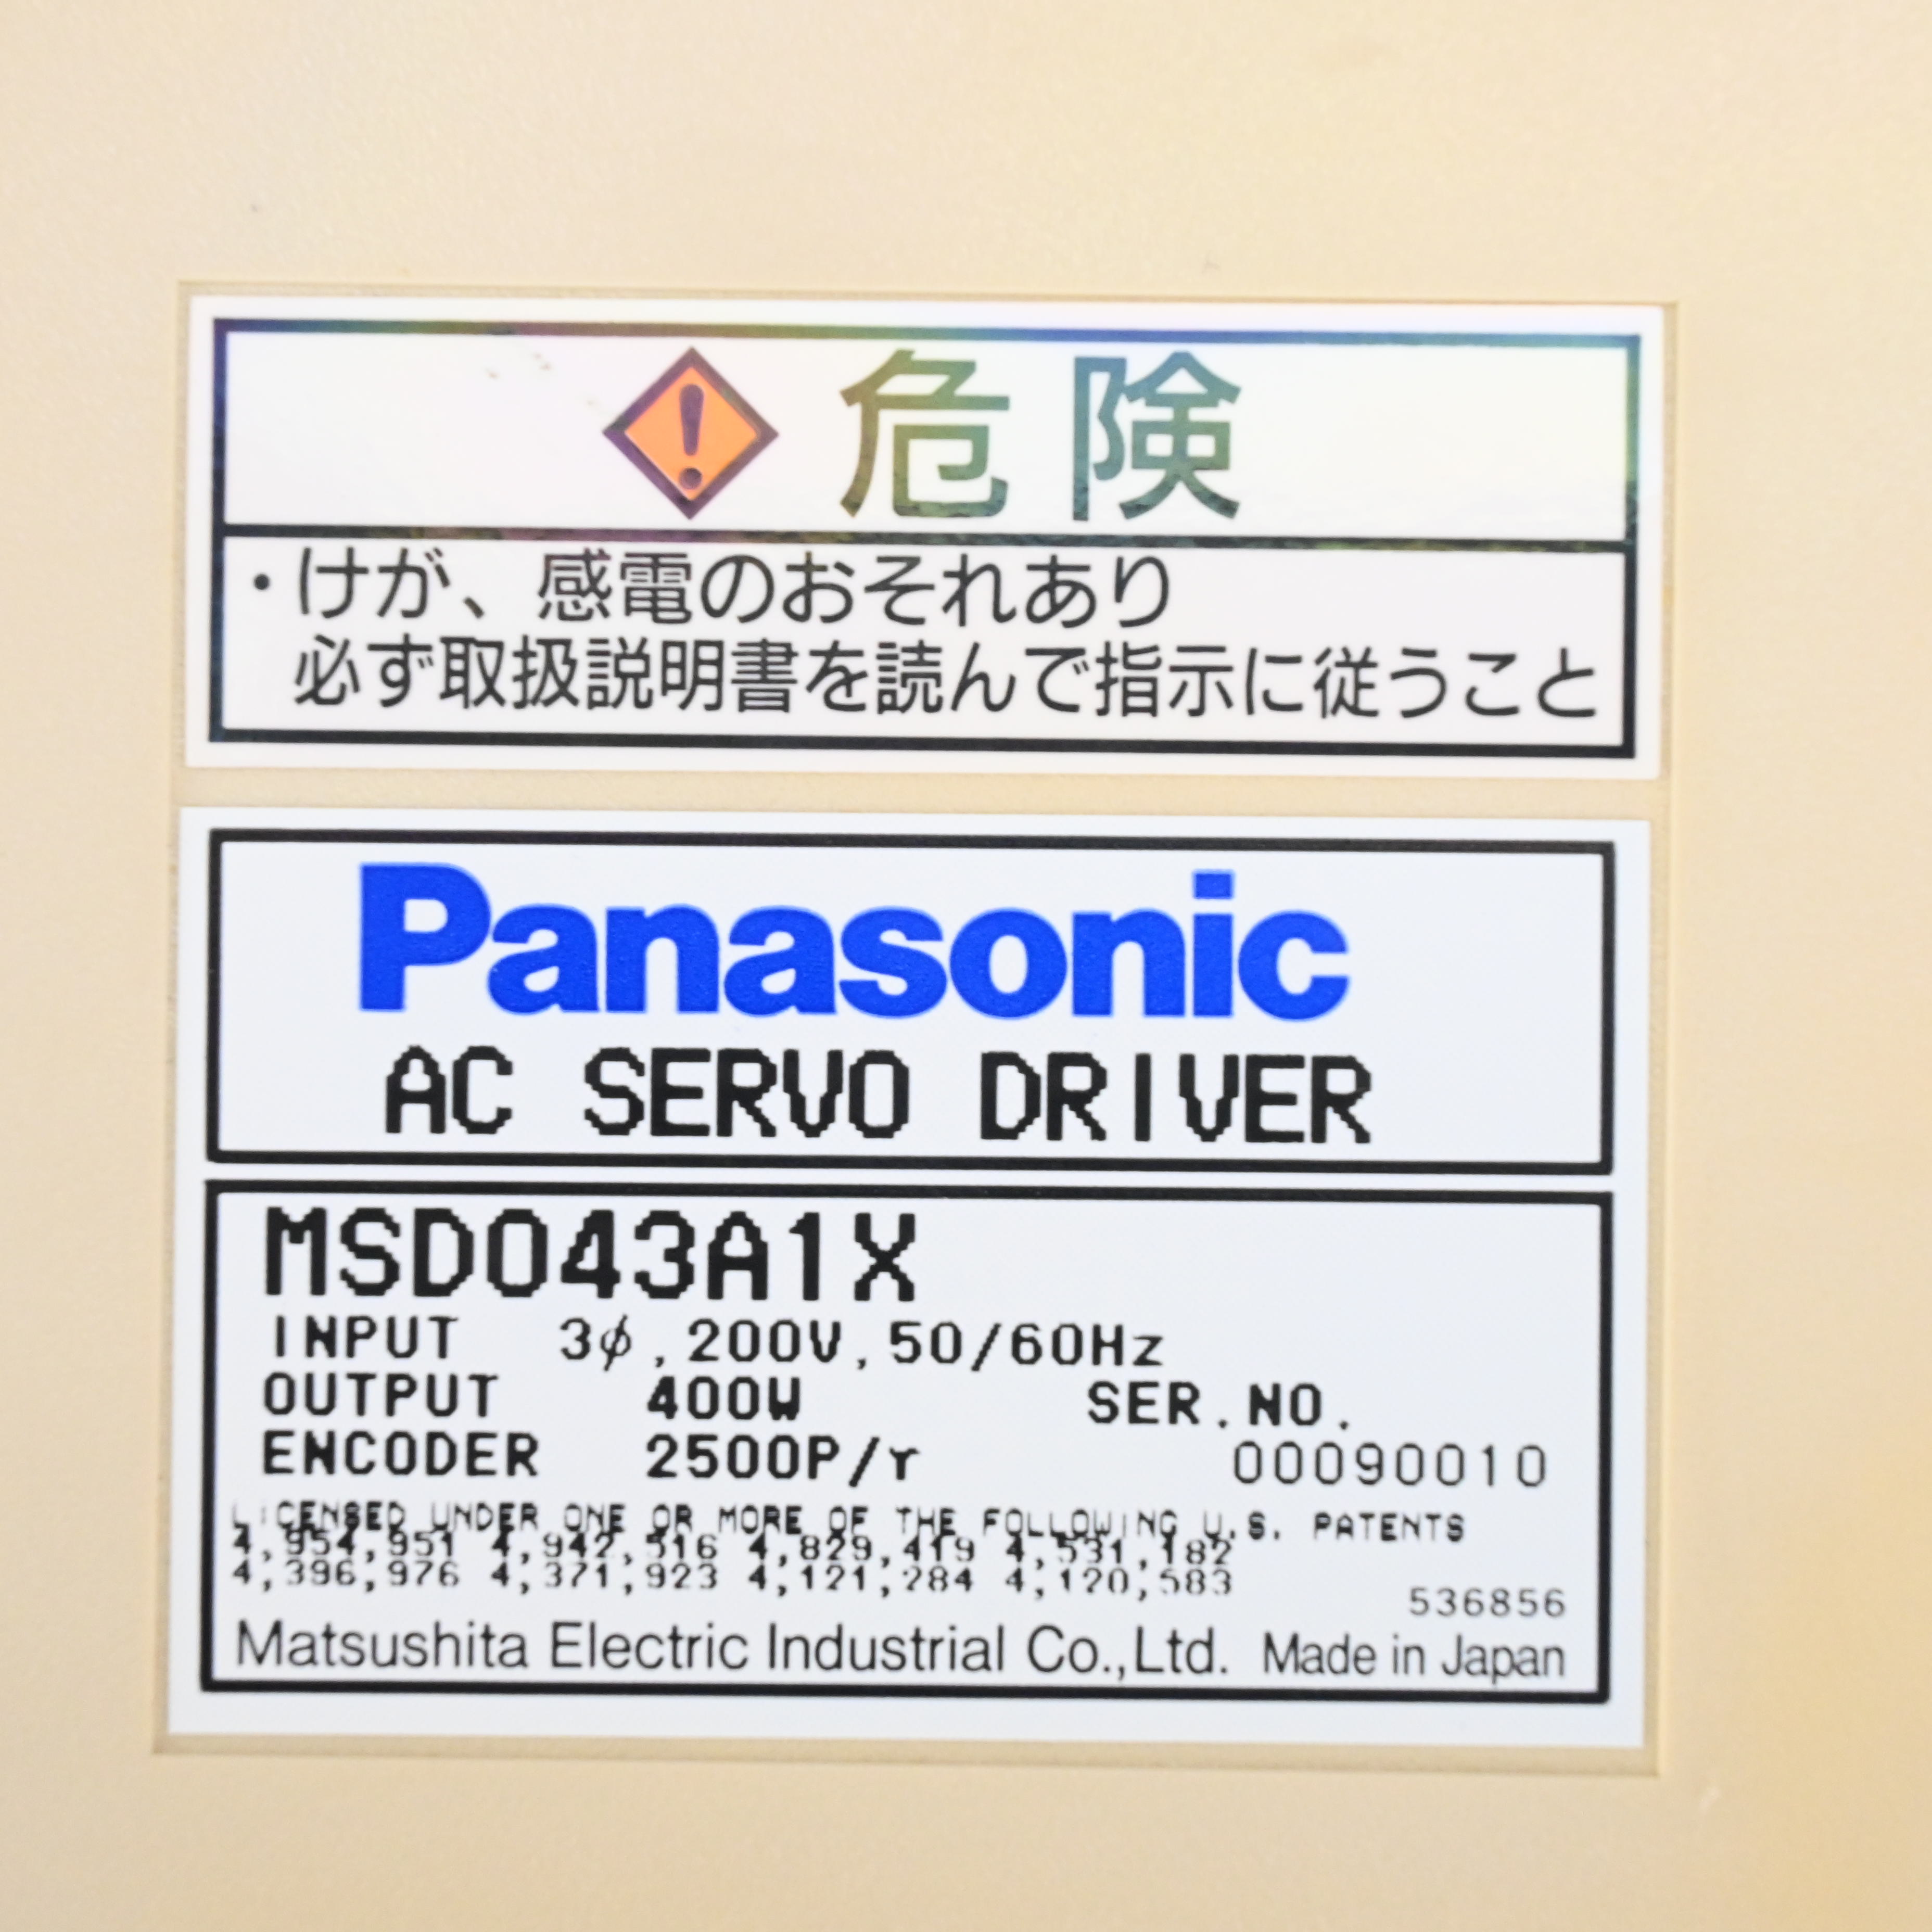 危険
・けが、感電のおそれあり
必ず取扱説明書を読んで指示に従うこと
Panasonic
AC SERVO DRIVER
MSD043A1X
INPUT 3φ,200V,50/60Hz
OUTPUT 400W SER.NO.
ENCODER 2500P/r 00090010
LICENSED UNDER ONE OR MORE OF THE FOLLOWING U.S. PATENTS
4,954,951 4,942,516 4,829,419 4,531,182
4,396,976 4,371,923 4,121,284 4,120,583
536856
Matsushita Electric Industrial Co.,Ltd. Made in Japan